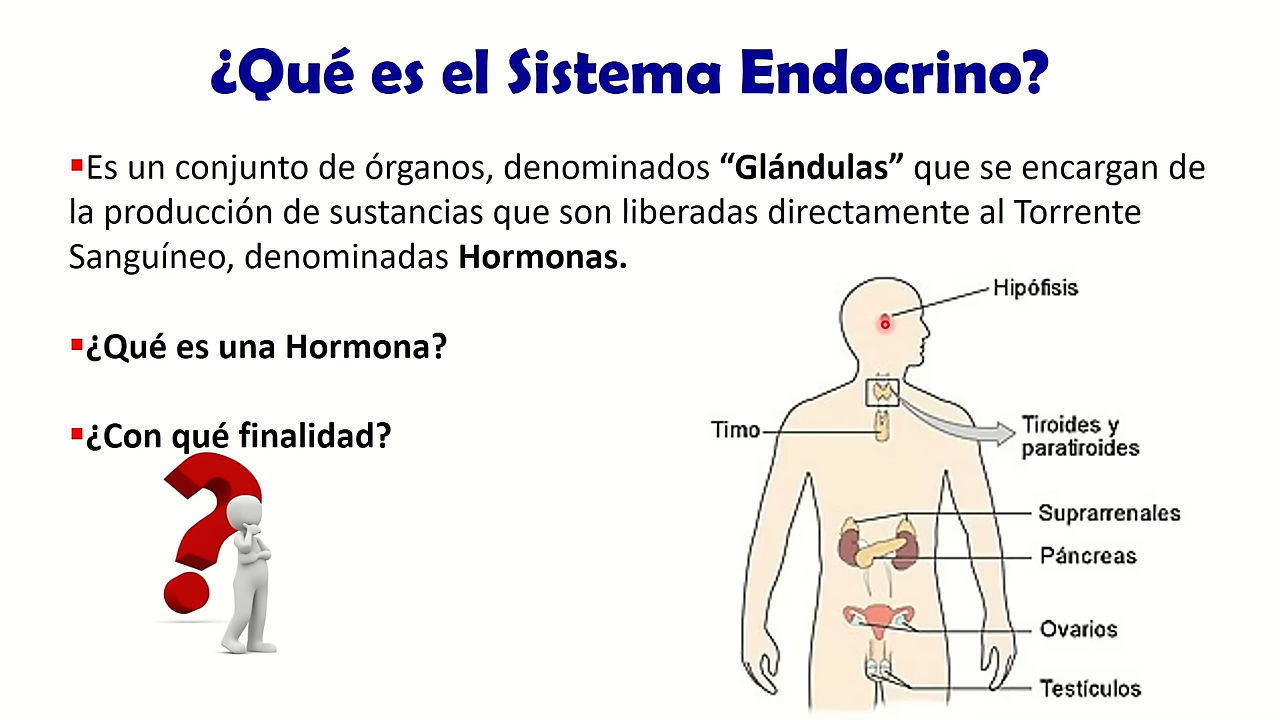 ¿Qué es el Sistema Endocrino?
▪Es un conjunto de órganos, denominados “Glándulas” que se encargan de
la producción de sustancias que son liberadas directamente al Torrente
Sanguíneo, denominadas Hormonas.
▪¿Qué es una Hormona?
▪¿Con qué finalidad?
Hipófisis
Timo
Tiroides y
paratiroides
Suprarrenales
Páncreas
Ovarios
Testículos